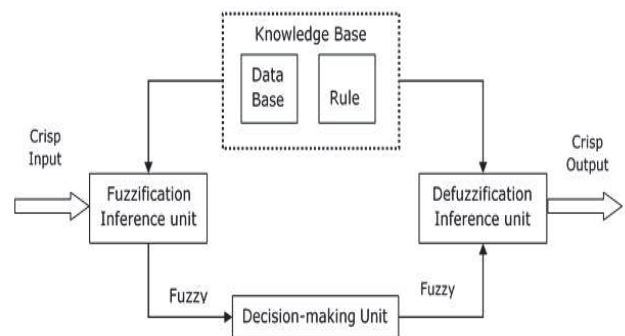 Knowledge Base
Data
Base
Rule
Crisp
Input
Crisp
Output
Fuzzification
Inference unit
Defuzzification
Inference unit
Fuzzy
Fuzzy
Decision-making Unit